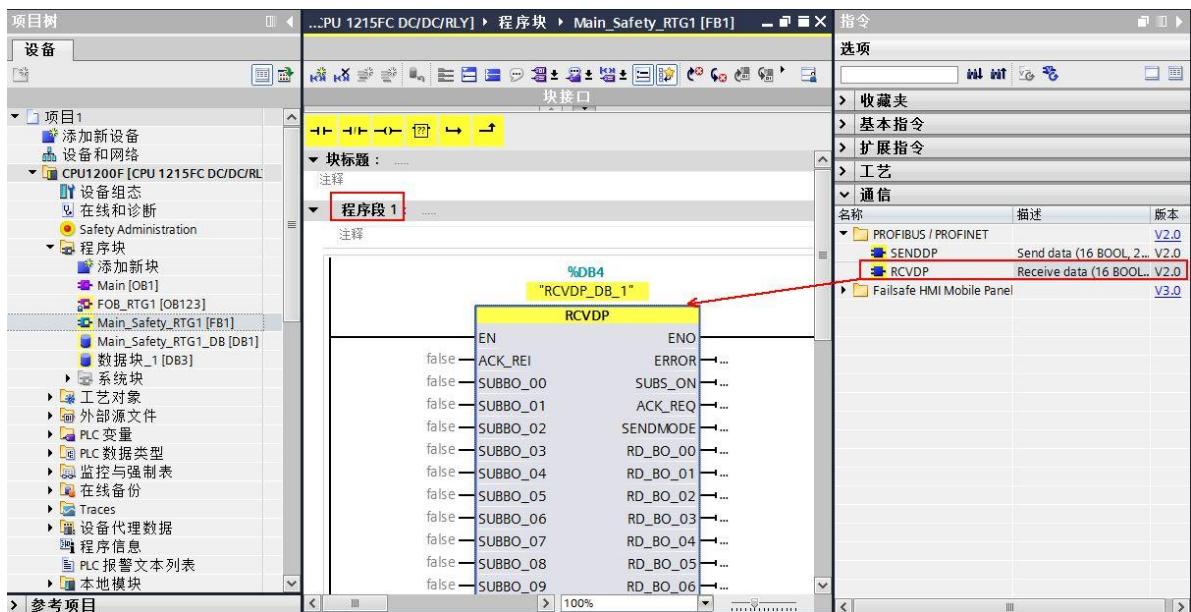 项目树
设备
项目1
添加新设备
设备和网络
CPU1200F [CPU 1215FC DC/DC/RL
设备组态
在线和诊断
Safety Administration
程序块
添加新块
Main [OB1]
FOB_RTG1 [OB123]
Main_Safety_RTG1 [FB1]
Main_Safety_RTG1_DB [DB1]
数据块_1 [DB3]
系统块
工艺对象
外部源文件
PLC 变量
PLC 数据类型
监控与强制表
在线备份
Traces
设备代理数据
程序信息
PLC 报警文本列表
本地模块
参考项目
...PU 1215FC DC/DC/RLY] 程序块 Main_Safety_RTG1 [FB1]
块接口
??
块标题： .....
注释
程序段 1： .....
注释
%DB4
"RCVDP_DB_1"
RCVDP
EN ENO
false ACK_REI ERROR ...
false SUBBO_00 SUBS_ON ...
false SUBBO_01 ACK_REQ ...
false SUBBO_02 SENDMODE ...
false SUBBO_03 RD_BO_00 ...
false SUBBO_04 RD_BO_01 ...
false SUBBO_05 RD_BO_02 ...
false SUBBO_06 RD_BO_03 ...
false SUBBO_07 RD_BO_04 ...
false SUBBO_08 RD_BO_05 ...
false SUBBO_09 RD_BO_06 ...
100%
指令
选项
收藏夹
基本指令
扩展指令
工艺
通信
名称 描述 版本
PROFIBUS / PROFINET V2.0
SENDDP Send data (16 BOOL, 2... V2.0
RCVDP Receive data (16 BOOL... V2.0
Failsafe HMI Mobile Panel V3.0